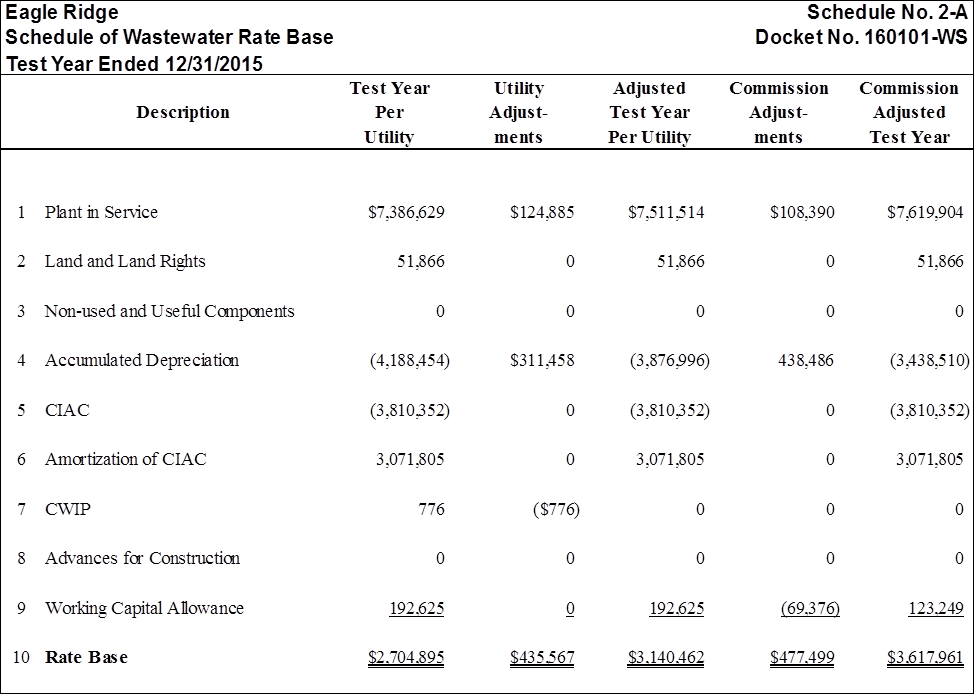 Eagle Ridge Schedule No. 2-A
Schedule of Wastewater Rate Base Docket No. 160101-WS
Test Year Ended 12/31/2015
Test Year Utility Adjusted Commission Commission
Description Per Adjust- Test Year Adjust- Adjusted
Utility ments Per Utility ments Test Year
1 Plant in Service $7,386,629 $124,885 $7,511,514 $108,390 $7,619,904
2 Land and Land Rights 51,866 0 51,866 0 51,866
3 Non-used and Useful Components 0 0 0 0 0
4 Accumulated Depreciation (4,188,454) $311,458 (3,876,996) 438,486 (3,438,510)
5 CIAC (3,810,352) 0 (3,810,352) 0 (3,810,352)
6 Amortization of CIAC 3,071,805 0 3,071,805 0 3,071,805
7 CWIP 776 ($776) 0 0 0
8 Advances for Construction 0 0 0 0 0
9 Working Capital Allowance 192,625 0 192,625 (69,376) 123,249
10 Rate Base $2,704,895 $435,567 $3,140,462 $477,499 $3,617,961